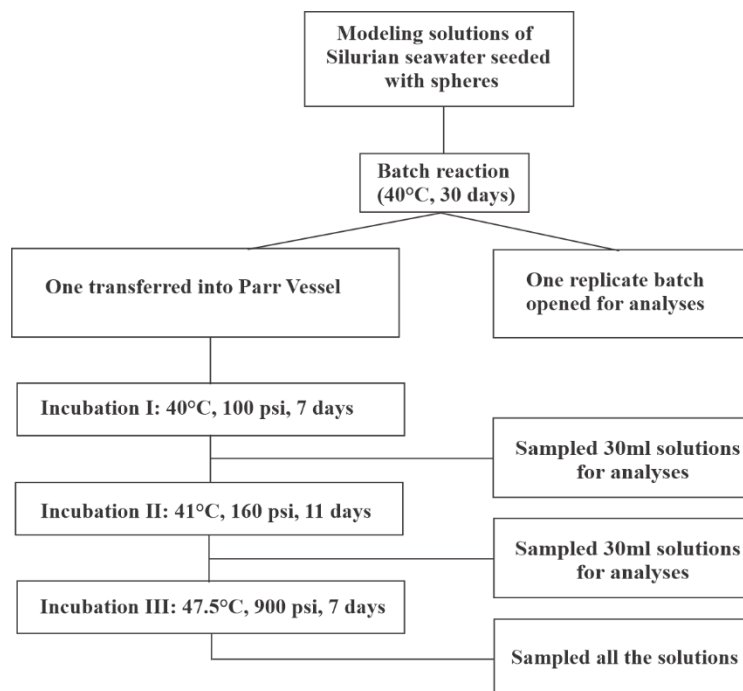 Modeling solutions of
Silurian seawater seeded
with spheres
Batch reaction
(40°C, 30 days)
One transferred into Parr Vessel
One replicate batch
opened for analyses
Incubation I: 40°C, 100 psi, 7 days
Sampled 30ml solutions
for analyses
Incubation II: 41°C, 160 psi, 11 days
Sampled 30ml solutions
for analyses
Incubation III: 47.5°C, 900 psi, 7 days
Sampled all the solutions